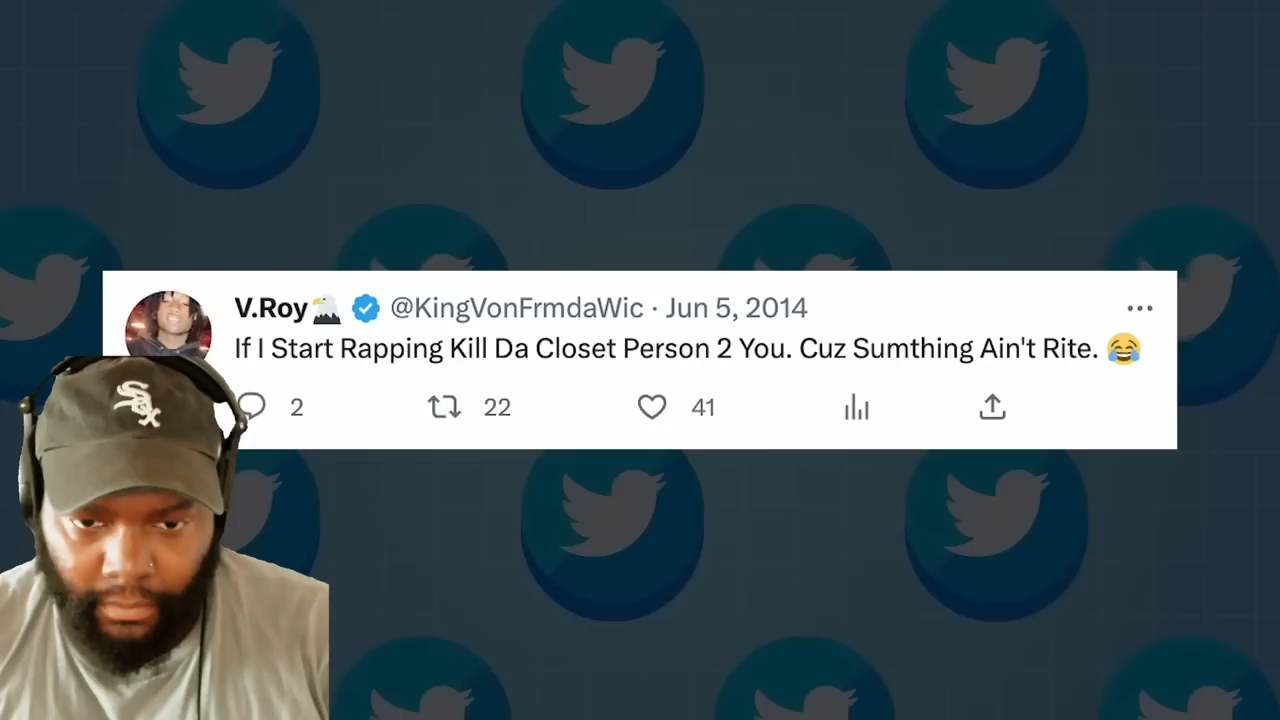 V.Roy🦅 @KingVonFrmdaWic · Jun 5, 2014
If I Start Rapping Kill Da Closet Person 2 You. Cuz Sumthing Ain't Rite. 😂
2 22 41
Sox